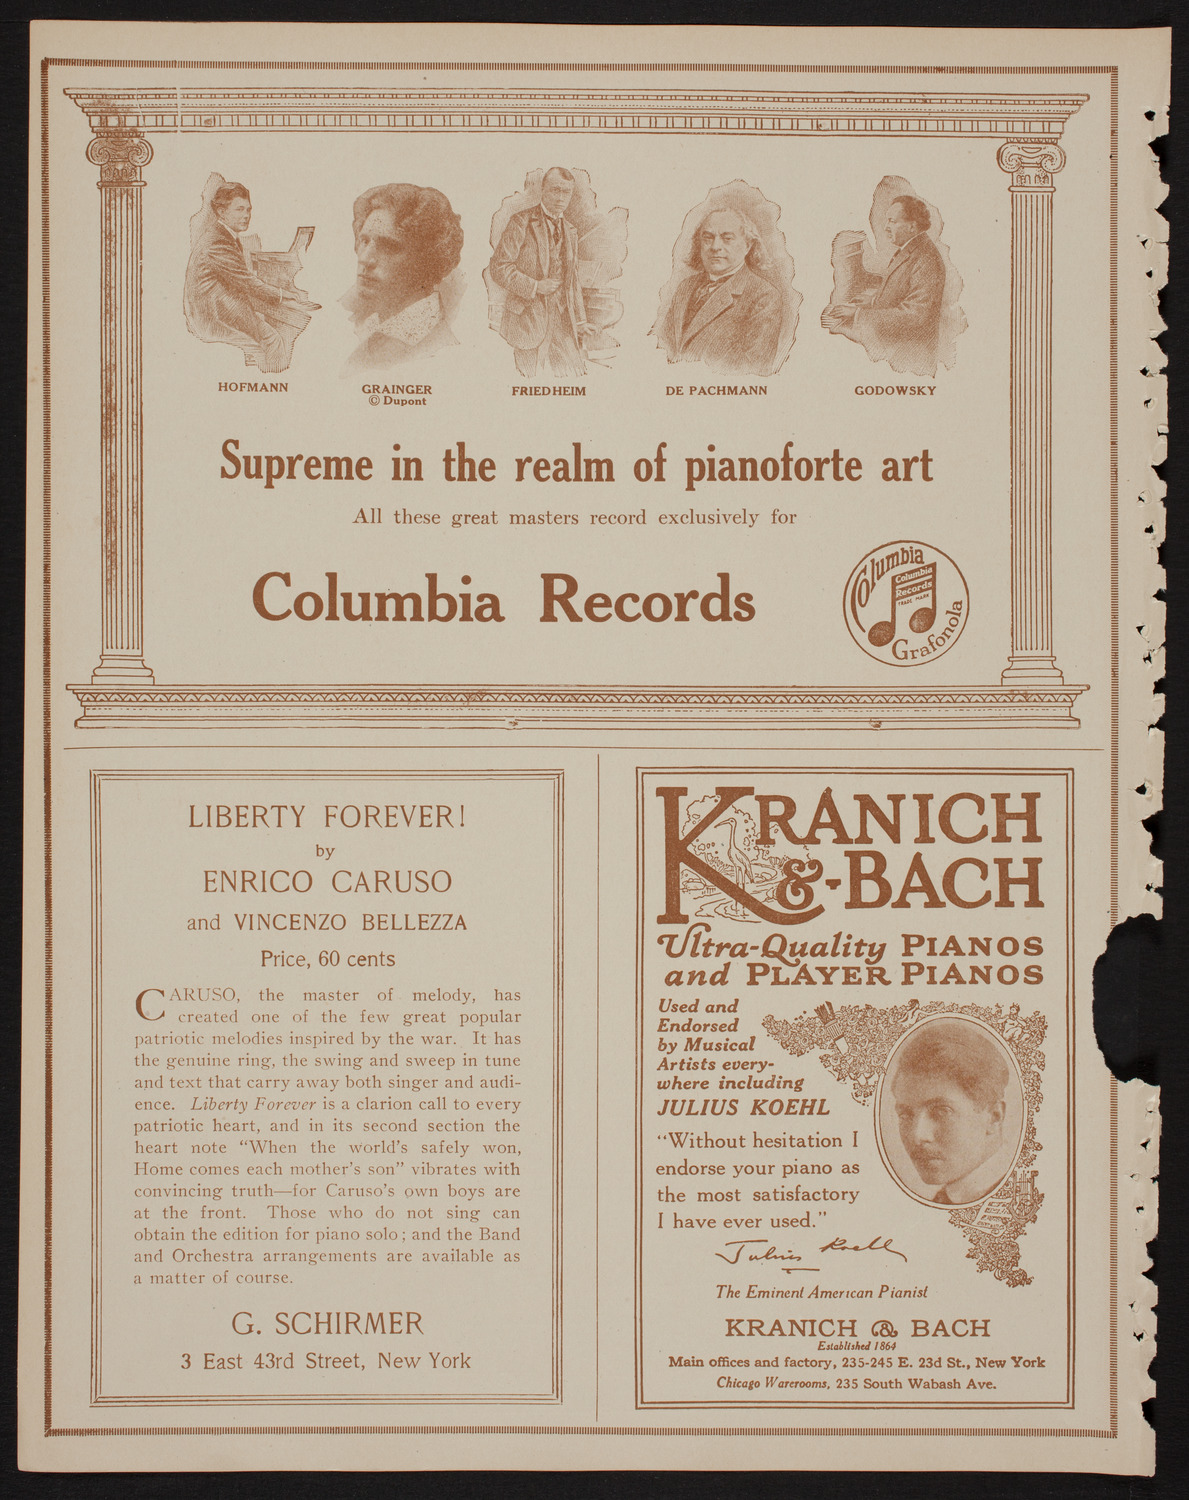 HOFMANN
GRAINGER
© Dupont
FRIEDHEIM
DE PACHMANN
GODOWSKY
Supreme in the realm of pianoforte art
All these great masters record exclusively for
Columbia Records
Columbia
Columbia
Records
TRADE MARK
Grafonola
LIBERTY FOREVER!
by
ENRICO CARUSO
and VINCENZO BELLEZZA
Price, 60 cents
CARUSO, the master of melody, has
created one of the few great popular
patriotic melodies inspired by the war. It has
the genuine ring, the swing and sweep in tune
and text that carry away both singer and audi-
ence. Liberty Forever is a clarion call to every
patriotic heart, and in its second section the
heart note “When the world’s safely won,
Home comes each mother’s son” vibrates with
convincing truth—for Caruso’s own boys are
at the front. Those who do not sing can
obtain the edition for piano solo; and the Band
and Orchestra arrangements are available as
a matter of course.
G. SCHIRMER
3 East 43rd Street, New York
KRANICH
&-BACH
Ultra-Quality PIANOS
and PLAYER PIANOS
Used and
Endorsed
by Musical
Artists every-
where including
JULIUS KOEHL
“Without hesitation I
endorse your piano as
the most satisfactory
I have ever used.”
Julius Koehl
The Eminent American Pianist
KRANICH & BACH
Established 1864
Main offices and factory, 235-245 E. 23d St., New York
Chicago Warerooms, 235 South Wabash Ave.